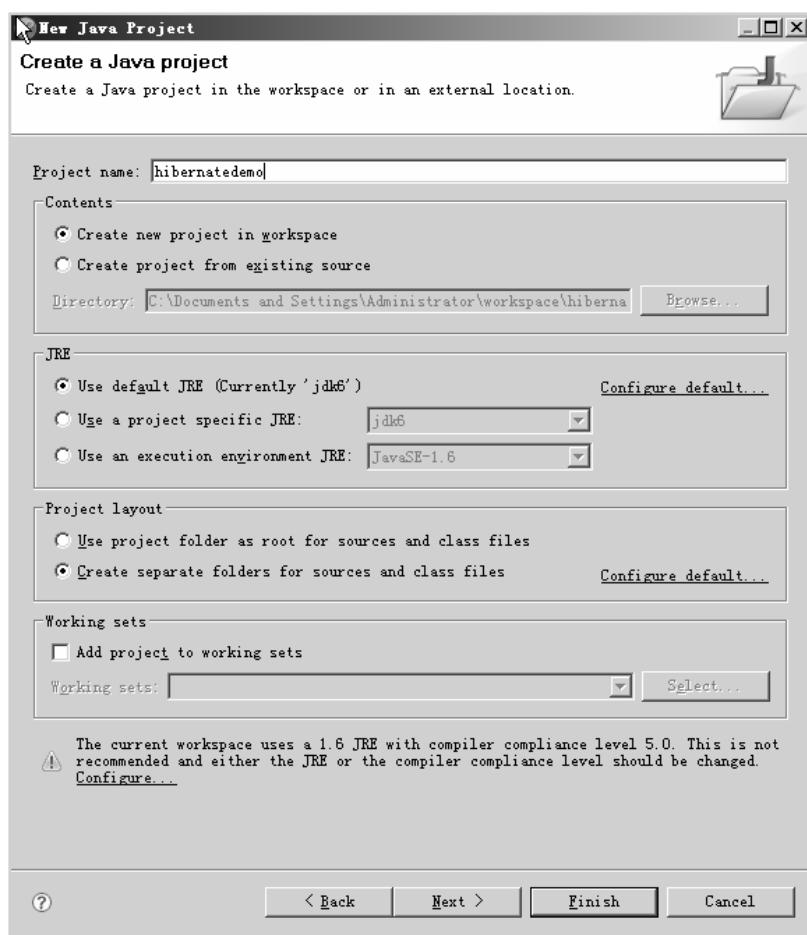 New Java Project
Create a Java project
Create a Java project in the workspace or in an external location.
Project name: hibernatedemo
Contents
Create new project in workspace
Create project from existing source
Directory: C:\Documents and Settings\Administrator\workspace\hiberna Browse...
JRE
Use default JRE (Currently 'jdk6') Configure default...
Use a project specific JRE: jdk6
Use an execution environment JRE: JavaSE-1.6
Project layout
Use project folder as root for sources and class files
Create separate folders for sources and class files Configure default...
Working sets
Add project to working sets
Working sets: Select...
The current workspace uses a 1.6 JRE with compiler compliance level 5.0. This is not
recommended and either the JRE or the compiler compliance level should be changed.
Configure...
? < Back Next > Finish Cancel